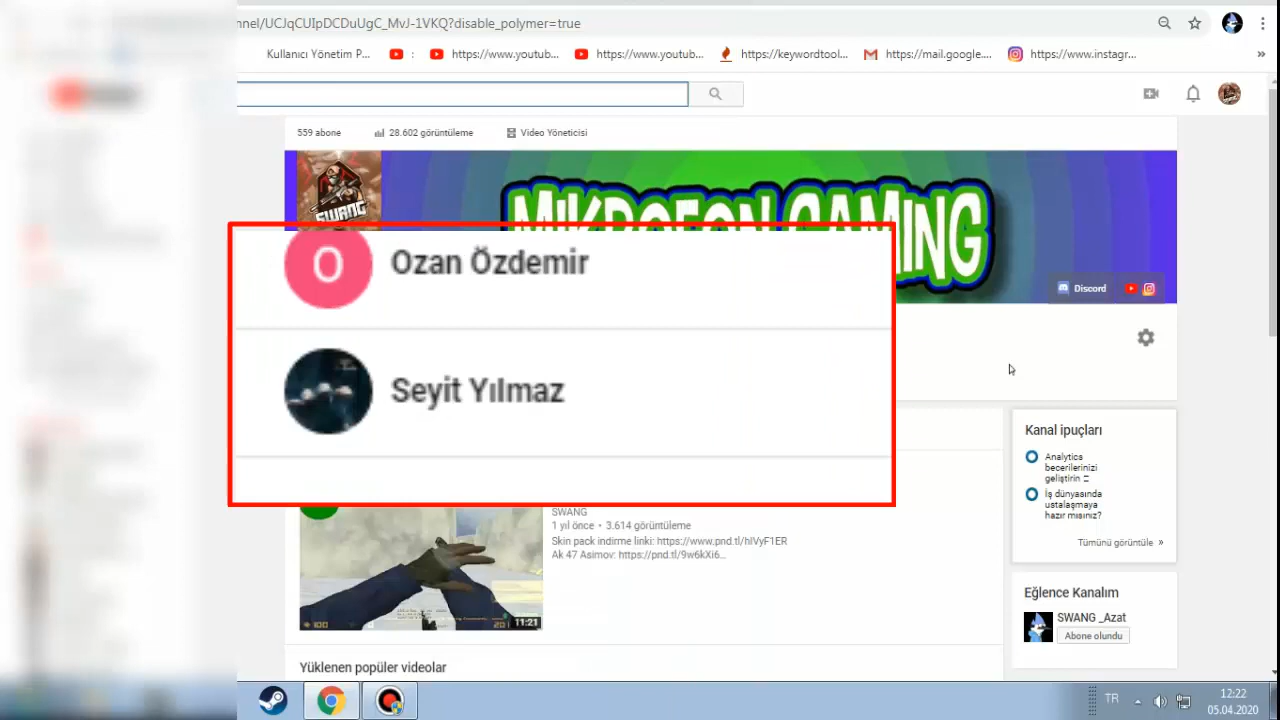 nnel/UCJqCUIpDCDuUgC_MvJ-1VKQ?disable_polymer=true
Kullanıcı Yönetim P... : https://www.youtub... https://www.youtub... https://keywordtool... https://mail.google.... https://www.instagr... »
559 abone 28.602 görüntüleme Video Yöneticisi
SWANG
MİKROFON GAMING
Discord
O Ozan Özdemir
Seyit Yılmaz
Kanal ipuçları
Analytics
becerilerinizi
geliştirin
İş dünyasında
ustalaşmaya
hazır mısınız?
Tümünü görüntüle »
SWANG
1 yıl önce • 3.614 görüntüleme
Skin pack indirme linki: https://www.pnd.tl/hIVyF1ER
Ak 47 Asimov: https://pnd.tl/9w6kXi6...
11:21
Eğlence Kanalım
SWANG _Azat
Abone olundu
Yüklenen popüler videolar
TR
12:22
05.04.2020